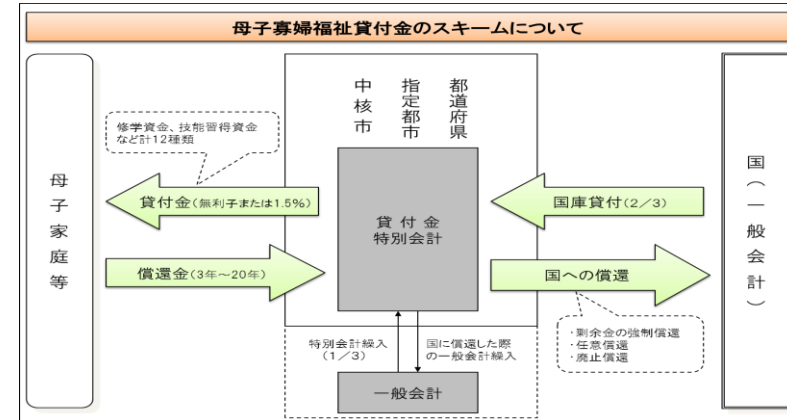 母子寡婦福祉貸付金のスキームについて
母子家庭等
修学資金、技能習得資金
など計12種類
貸付金(無利子または1.5%)
償還金(3年～20年)
都道府県
指定都市
中核市
貸付金
特別会計
特別会計繰入
(1/3)
国に償還した際
の一般会計繰入
一般会計
国庫貸付(2/3)
国への償還
・剰余金の強制償還
・任意償還
・廃止償還
国(一般会計)